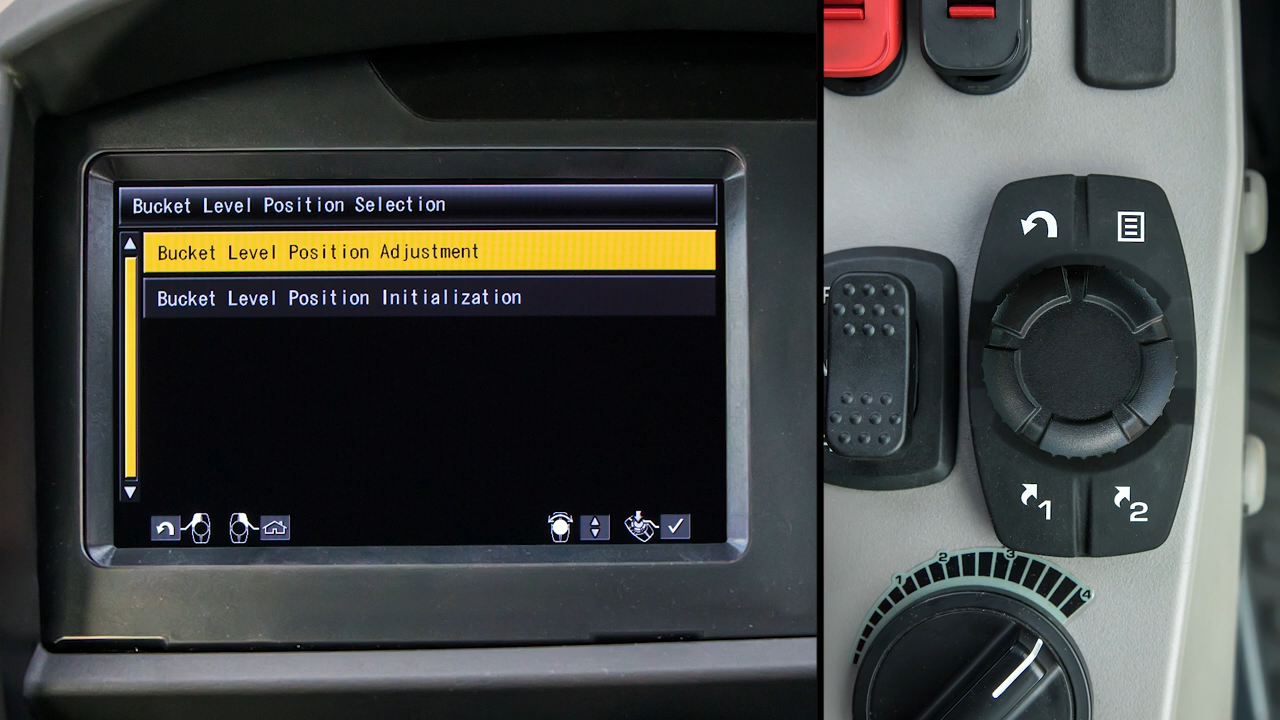 Bucket Level Position Selection
Bucket Level Position Adjustment
Bucket Level Position Initialization
1
2
1
2
3
4